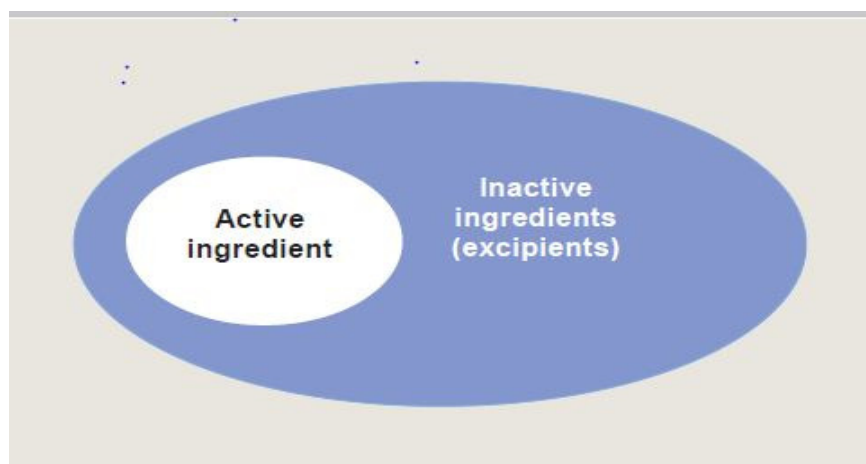 Active
ingredient
Inactive
ingredients
(excipients)